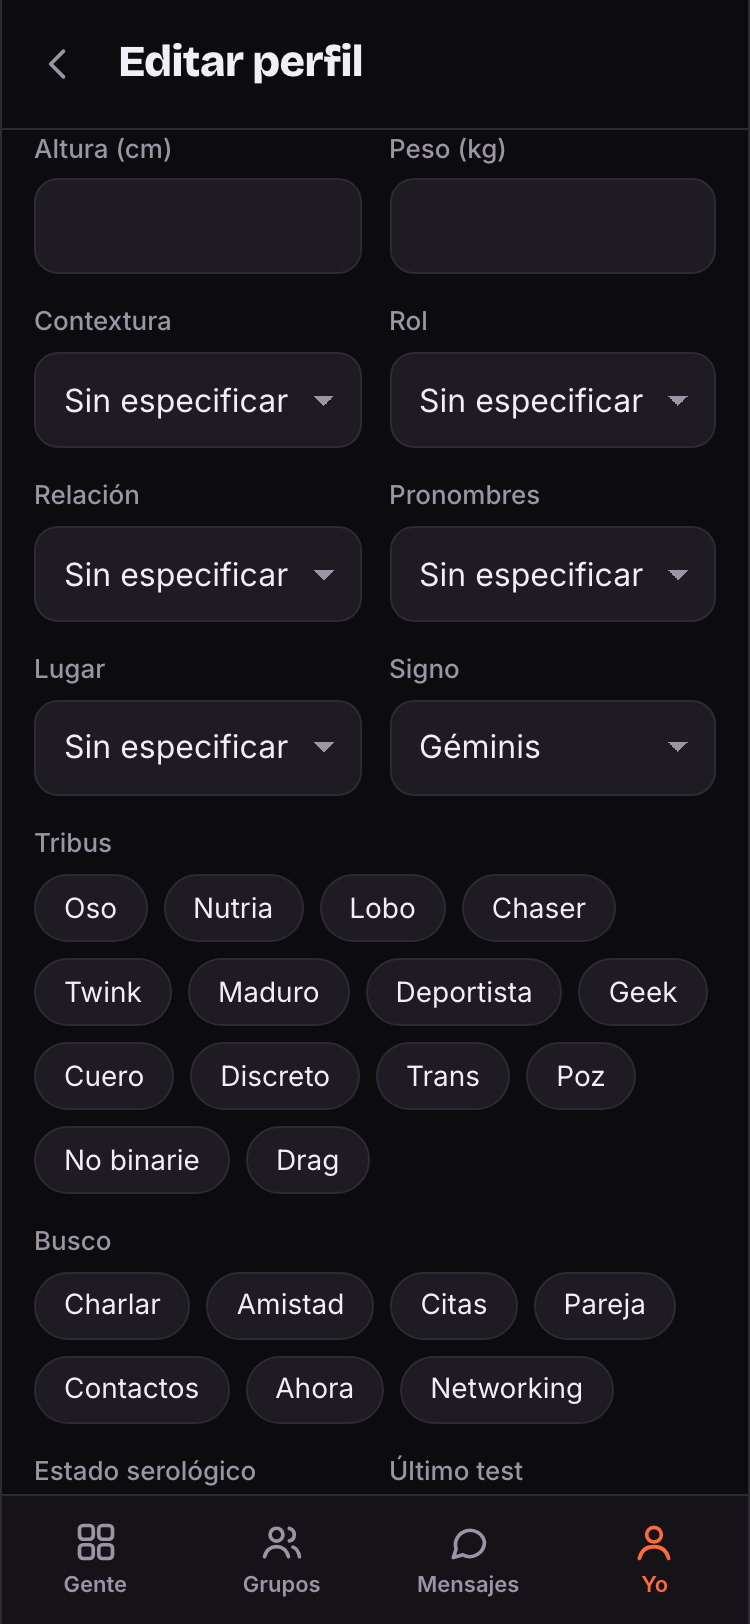 Editar perfil
Altura (cm) Peso (kg)
Contextura Rol
Sin especificar Sin especificar
Relación Pronombres
Sin especificar Sin especificar
Lugar Signo
Sin especificar Géminis
Tribus
Oso Nutria Lobo Chaser
Twink Maduro Deportista Geek
Cuero Discreto Trans Poz
No binarie Drag
Busco
Charlar Amistad Citas Pareja
Contactos Ahora Networking
Estado serológico Último test
Gente Grupos Mensajes Yo